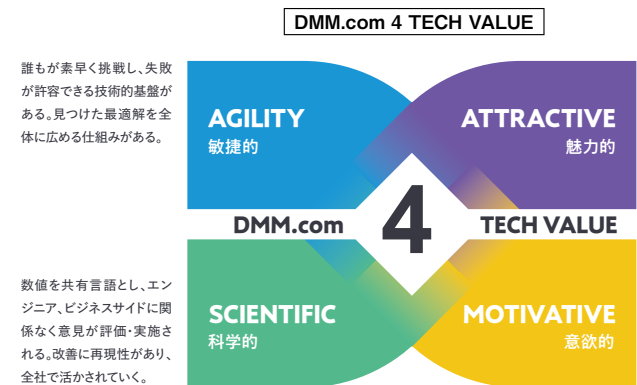 DMM.com 4 TECH VALUE
誰もが素早く挑戦し、失敗
が許容できる技術的基盤が
ある。見つけた最適解を全
体に広める仕組みがある。
AGILITY
敏捷的
ATTRACTIVE
魅力的
DMM.com
4
TECH VALUE
数値を共有言語とし、エン
ジニア、ビジネスサイドに関
係なく意見が評価・実施さ
れる。改善に再現性があり、
全社で活かされていく。
SCIENTIFIC
科学的
MOTIVATIVE
意欲的